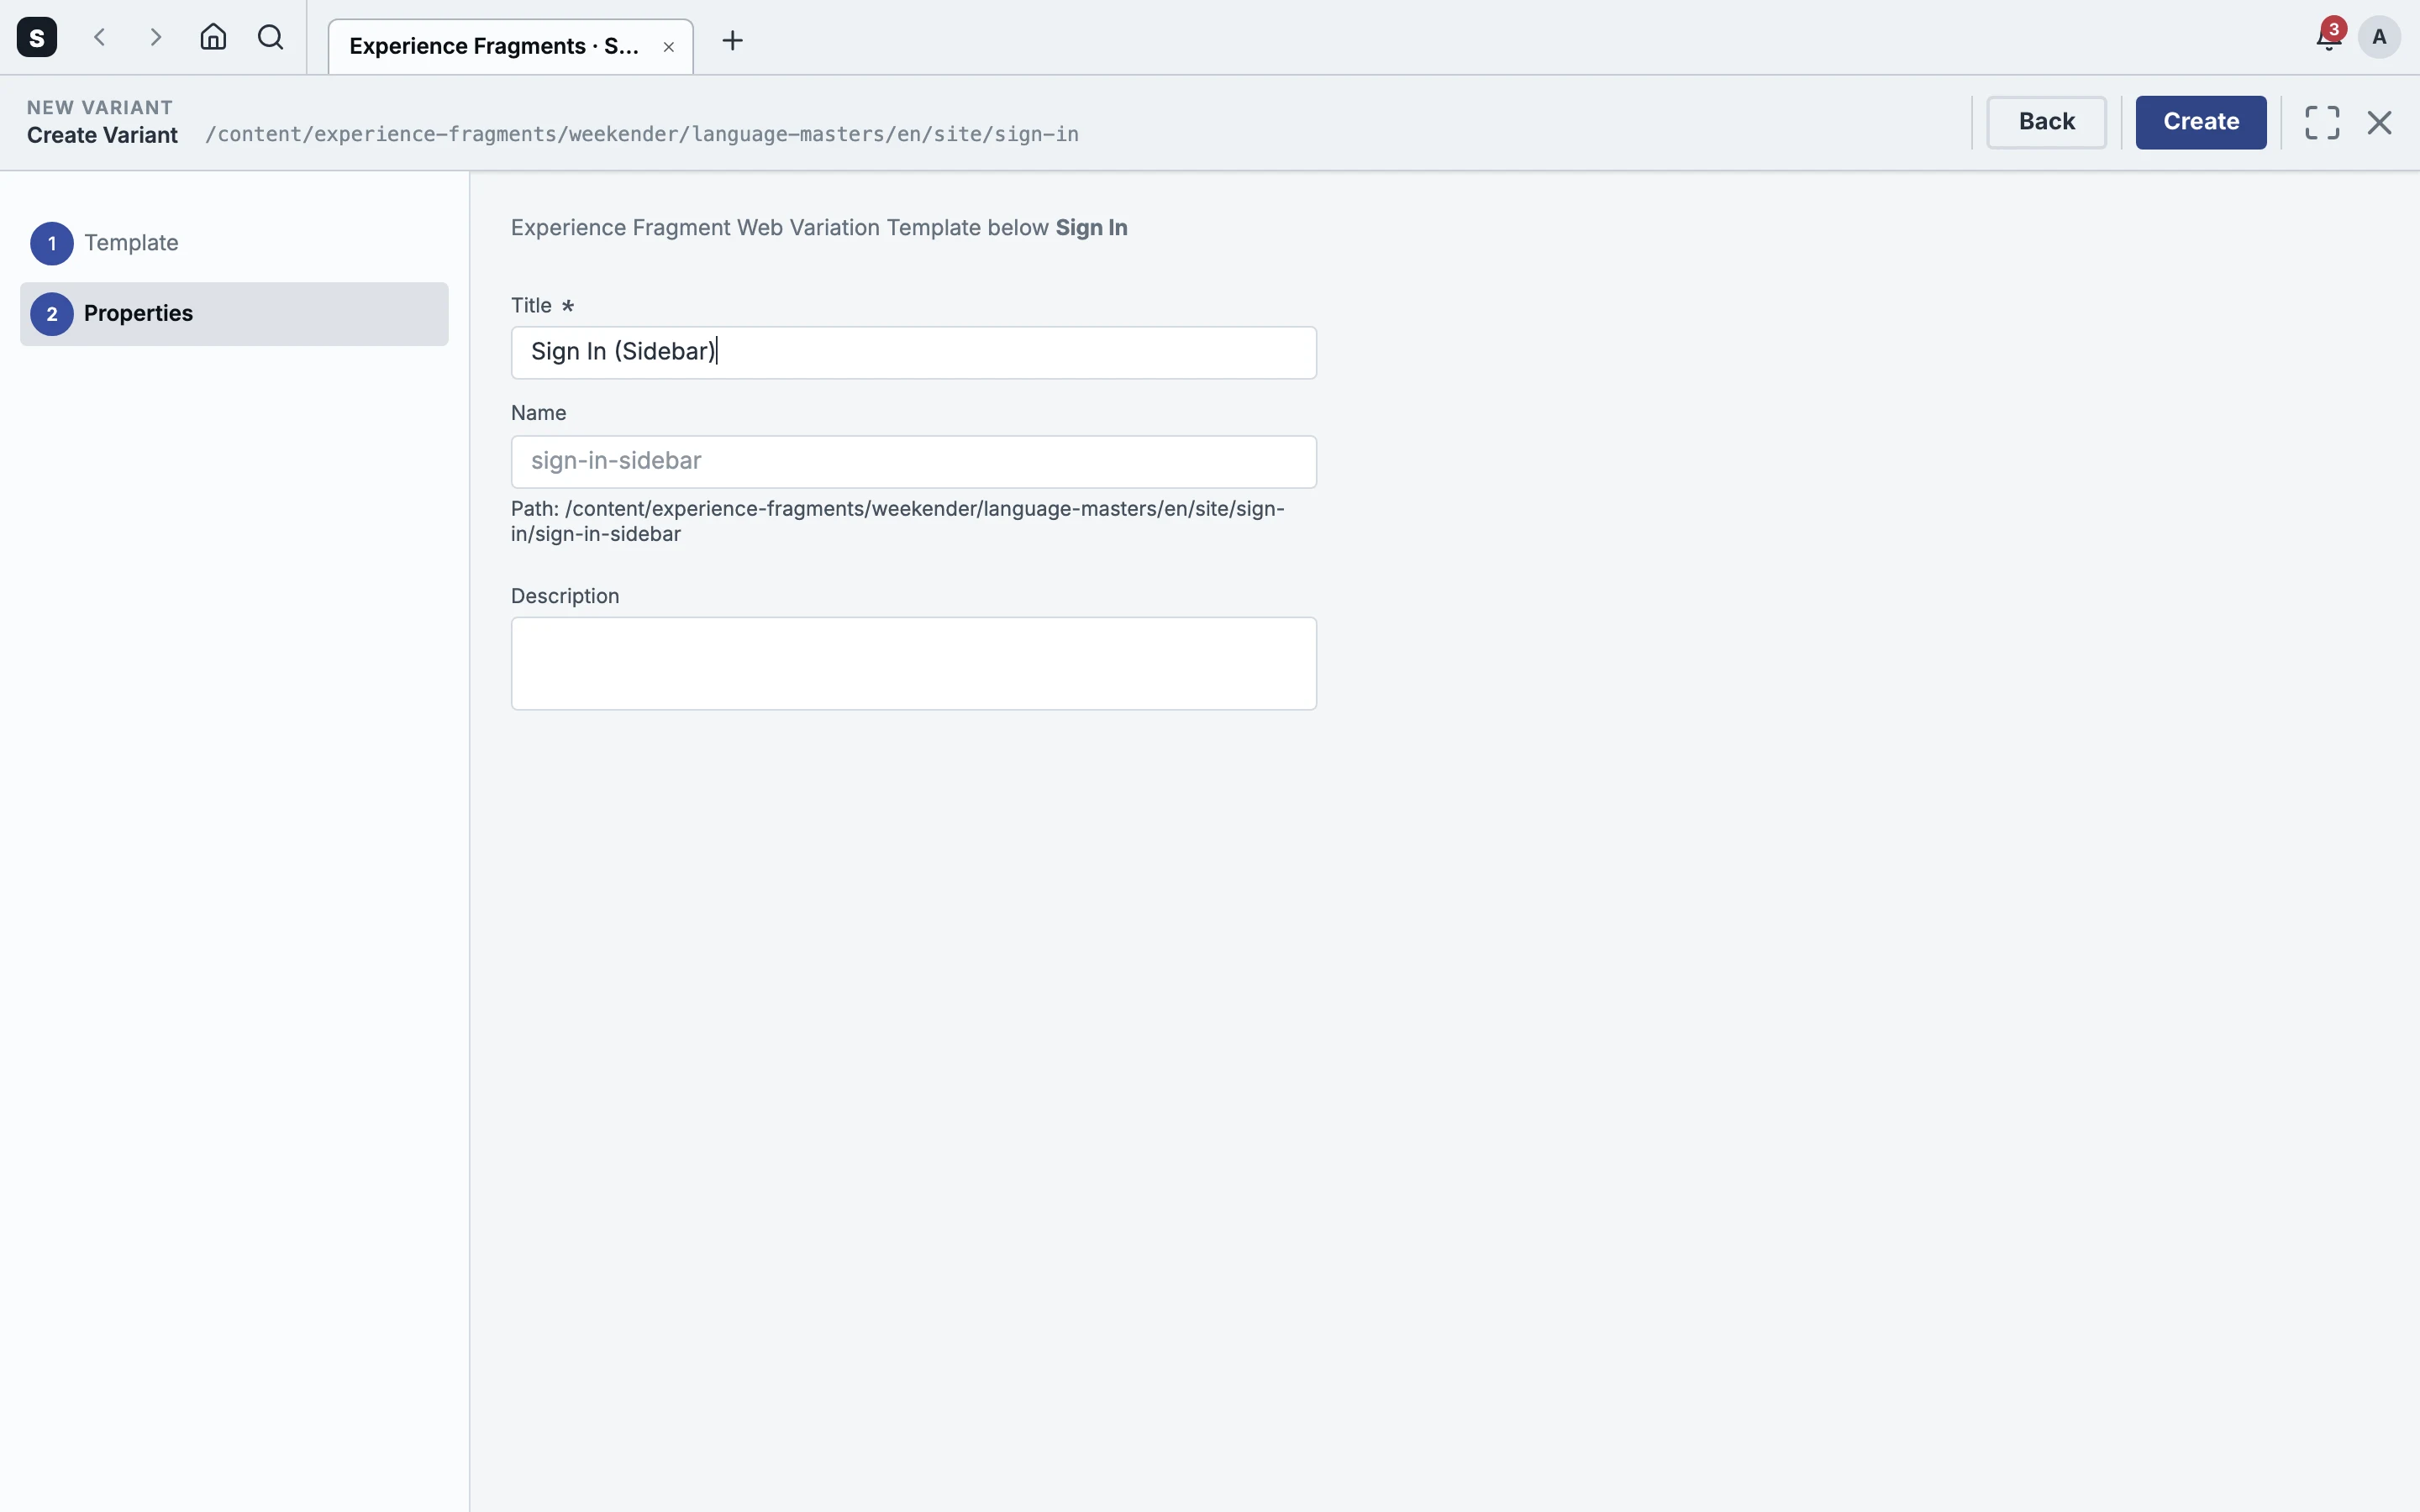 S
Experience Fragments · S... ×
3
A
NEW VARIANT
Create Variant /content/experience-fragments/weekender/language-masters/en/site/sign-in
Back
Create
1 Template
2 Properties
Experience Fragment Web Variation Template below Sign In
Title *
Sign In (Sidebar)
Name
sign-in-sidebar
Path: /content/experience-fragments/weekender/language-masters/en/site/sign-
in/sign-in-sidebar
Description